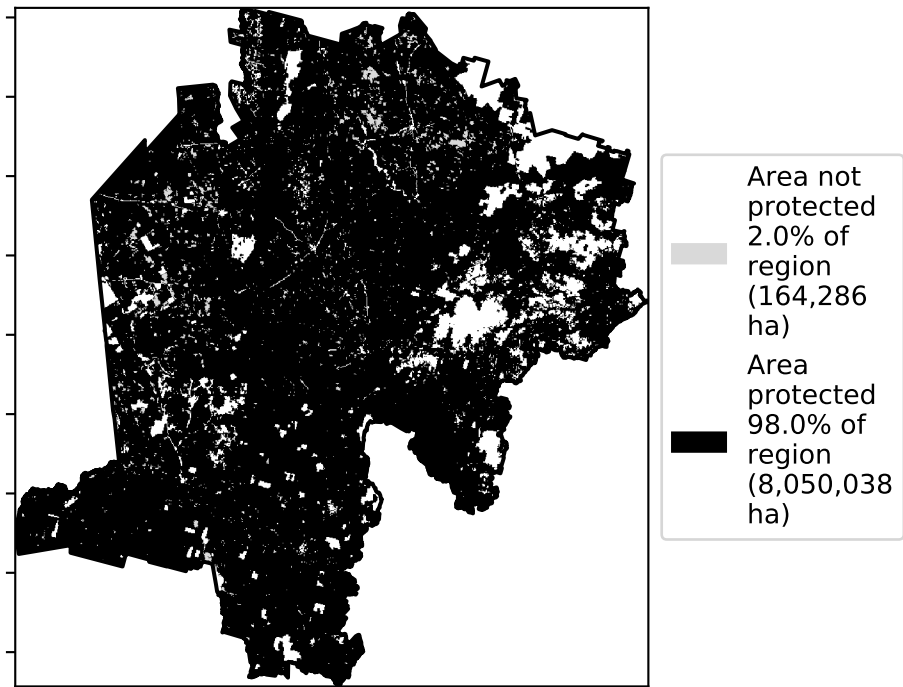 Area not
protected
2.0% of
region
(164,286
ha)
Area
protected
98.0% of
region
(8,050,038
ha)